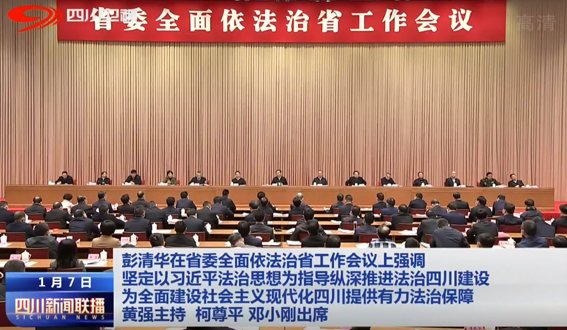 四川卫视
省委全面依法治省工作会议
高清
彭清华在省委全面依法治省工作会议上强调
坚定以习近平法治思想为指导纵深推进法治四川建设
为全面建设社会主义现代化四川提供有力法治保障
黄强主持 柯尊平 邓小刚出席
1月7日
四川新闻联播